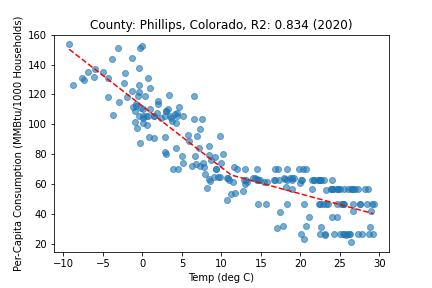 County: Phillips, Colorado, R2: 0.834 (2020)
Per-Capita Consumption (MMBtu/1000 Households)
160
140
120
100
80
60
40
20
−10 −5 0 5 10 15 20 25 30
Temp (deg C)